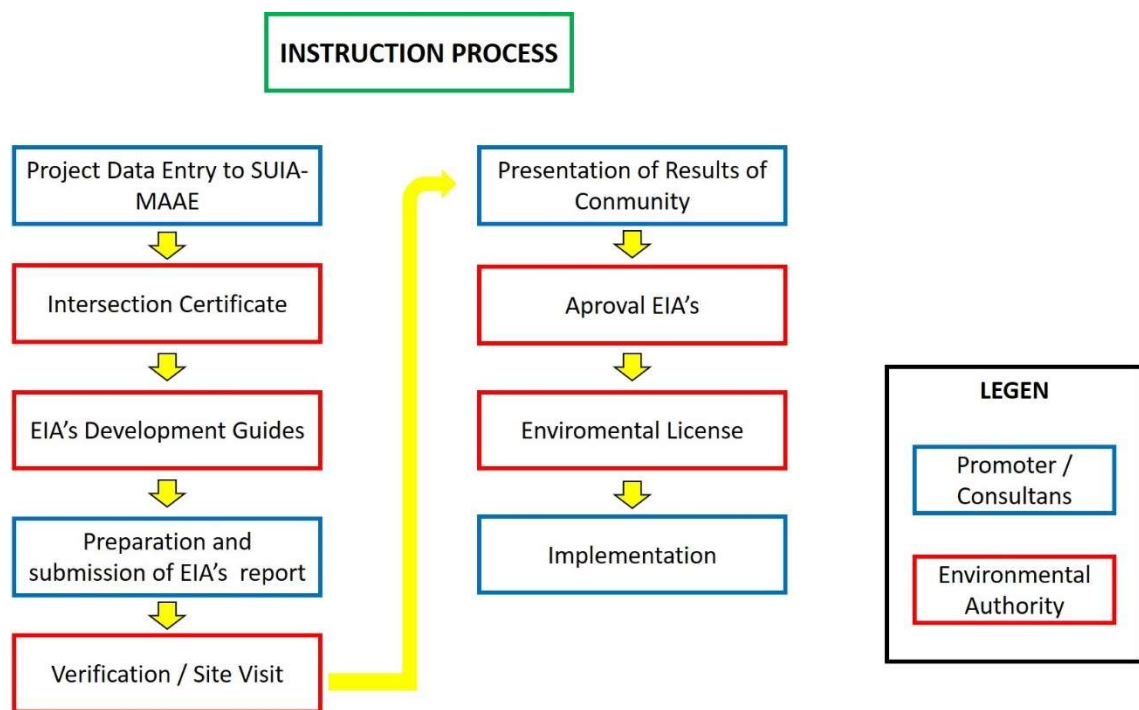 INSTRUCTION PROCESS
Project Data Entry to SUIA-
MAAE
Intersection Certificate
EIA's Development Guides
Preparation and
submission of EIA's report
Verification / Site Visit
Presentation of Results of
Conmunity
Aproval EIA's
Enviromental License
Implementation
LEGEN
Promoter /
Consultans
Environmental
Authority